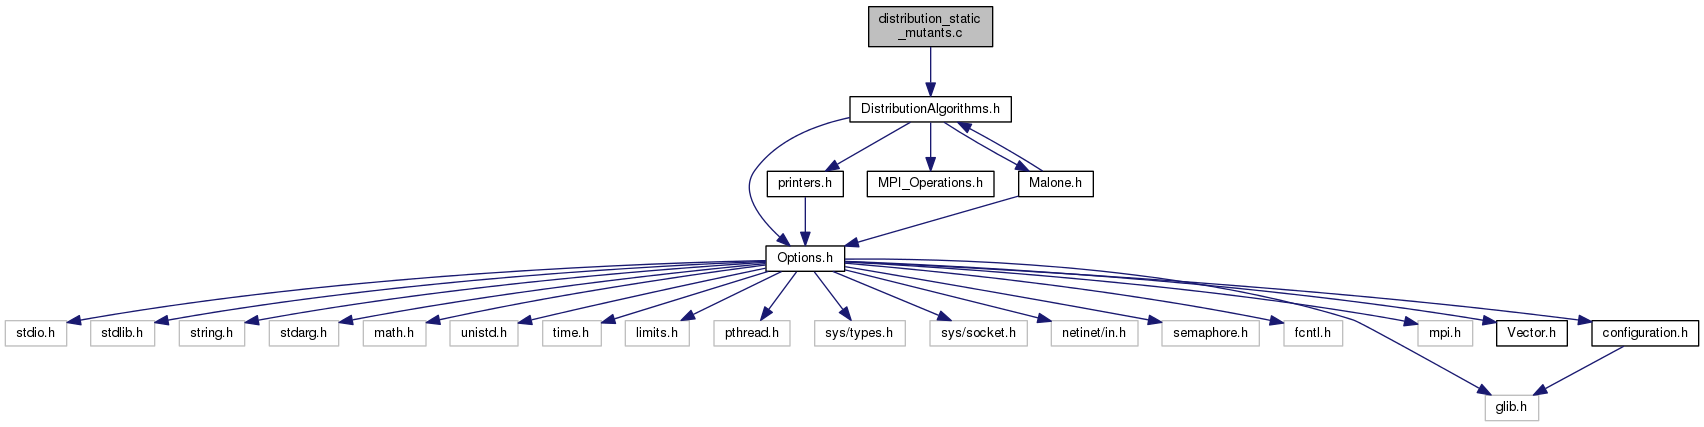 distribution_static
_mutants.c
DistributionAlgorithms.h
printers.h
MPI_Operations.h
Malone.h
Options.h
stdio.h
stdlib.h
string.h
stdarg.h
math.h
unistd.h
time.h
limits.h
pthread.h
sys/types.h
sys/socket.h
netinet/in.h
semaphore.h
fcntl.h
mpi.h
Vector.h
configuration.h
glib.h